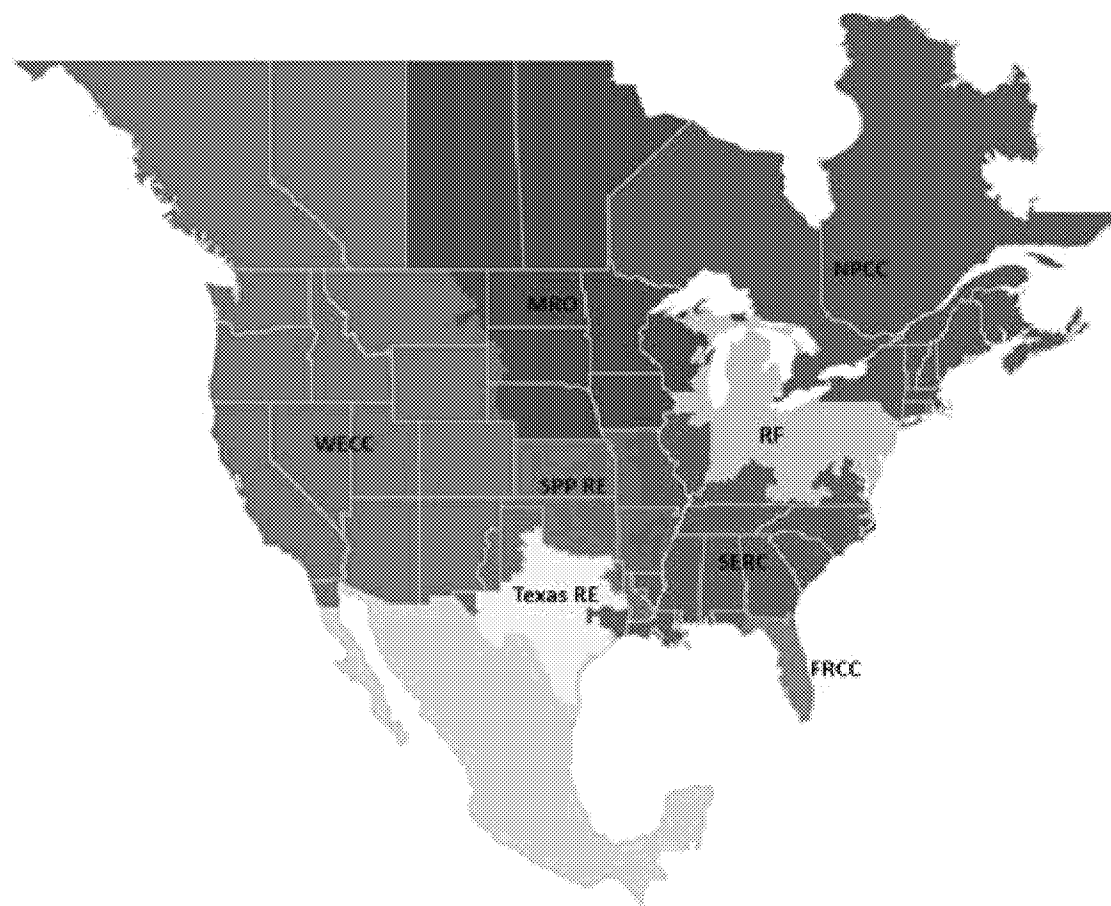 NPCC
MRO
RF
WECC
SPP RE
SERC
Texas RE
FRCC